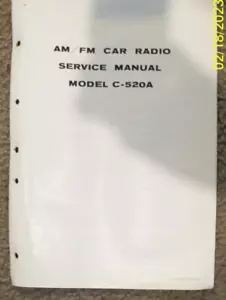 AM/FM CAR RADIO
SERVICE MANUAL
MODEL C-520A
02/18/2023